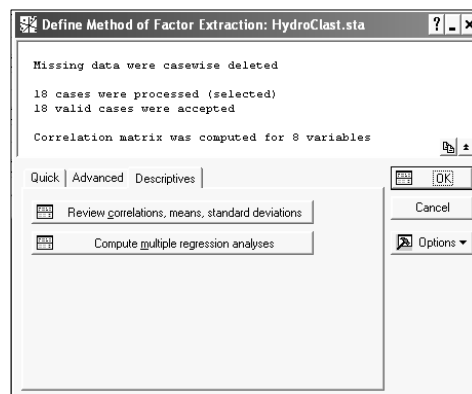 Define Method of Factor Extraction: HydroClast.sta
Missing data were casewise deleted
18 cases were processed (selected)
18 valid cases were accepted
Correlation matrix was computed for 8 variables
Quick Advanced Descriptives
Review correlations, means, standard deviations
Compute multiple regression analyses
OK
Cancel
Options